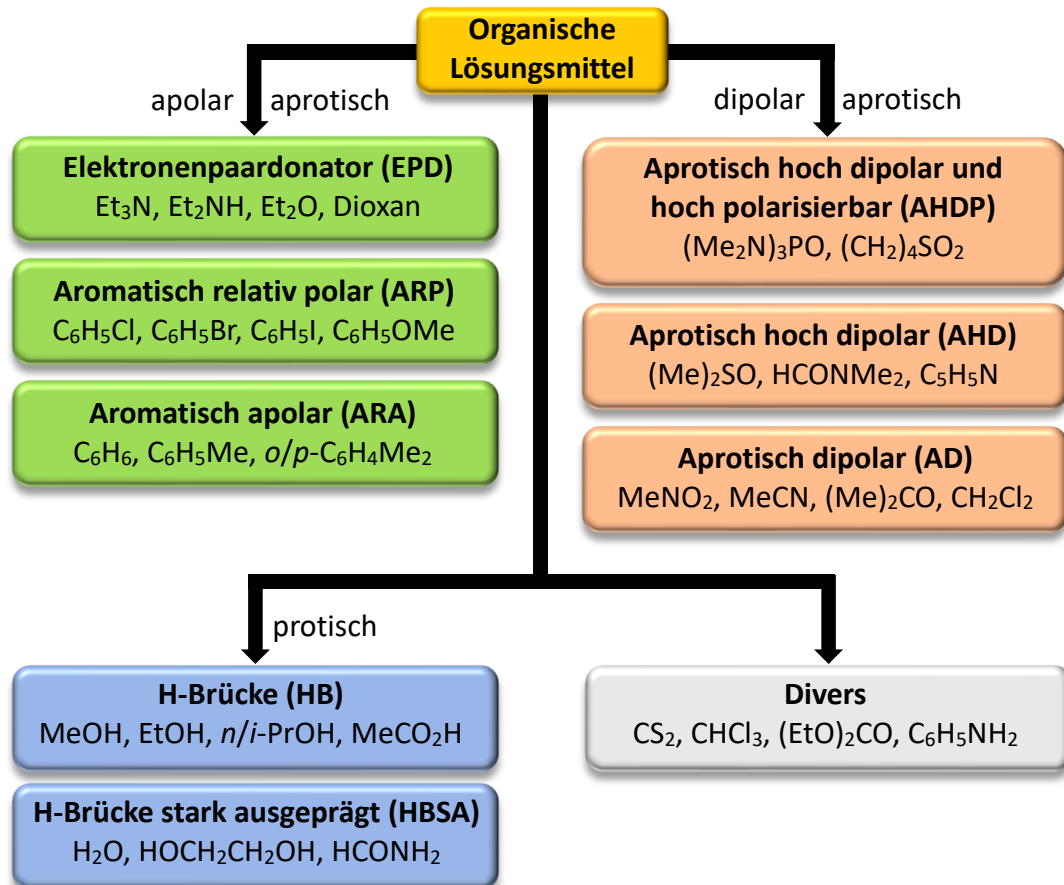 Organische
Lösungsmittel
apolar aprotisch
Elektronenpaardonator (EPD)
Et₃N, Et₂NH, Et₂O, Dioxan
Aromatisch relativ polar (ARP)
C₆H₅Cl, C₆H₅Br, C₆H₅I, C₆H₅OMe
Aromatisch apolar (ARA)
C₆H₆, C₆H₅Me, o/p-C₆H₄Me₂
dipolar aprotisch
Aprotisch hoch dipolar und
hoch polarisierbar (AHDP)
(Me₂N)₃PO, (CH₂)₄SO₂
Aprotisch hoch dipolar (AHD)
(Me)₂SO, HCONMe₂, C₅H₅N
Aprotisch dipolar (AD)
MeNO₂, MeCN, (Me)₂CO, CH₂Cl₂
protisch
H-Brücke (HB)
MeOH, EtOH, n/i-PrOH, MeCO₂H
H-Brücke stark ausgeprägt (HBSA)
H₂O, HOCH₂CH₂OH, HCONH₂
Divers
CS₂, CHCl₃, (EtO)₂CO, C₆H₅NH₂